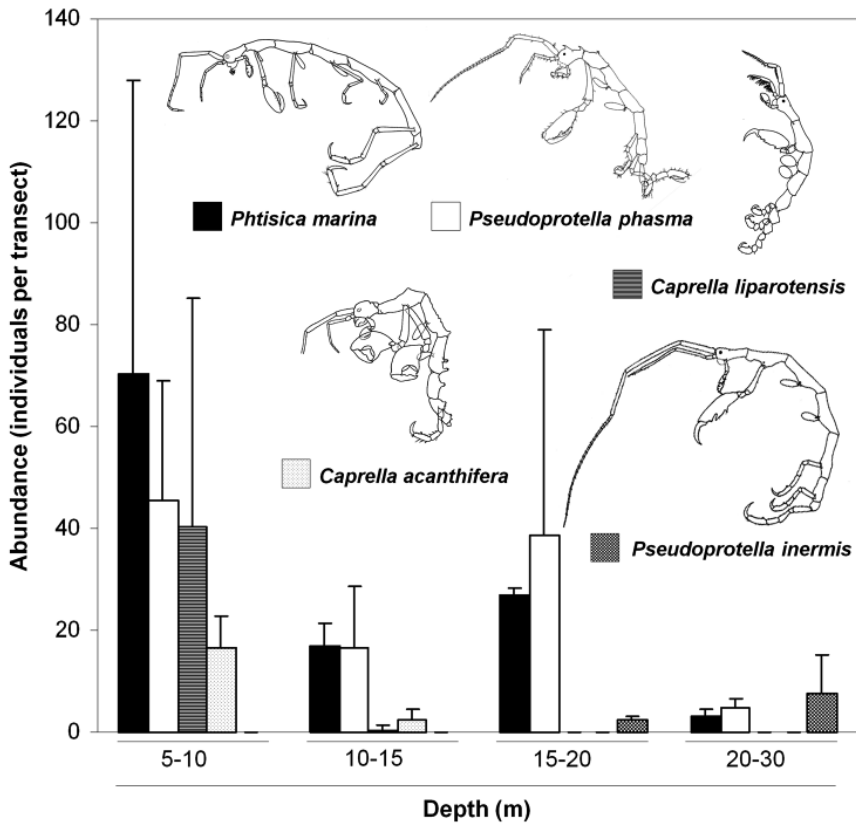 Abundance (individuals per transect)
140
120
100
80
60
40
20
0
Phtisica marina
Pseudoprotella phasma
Caprella liparotensis
Caprella acanthifera
Pseudoprotella inermis
5-10
10-15
15-20
20-30
Depth (m)